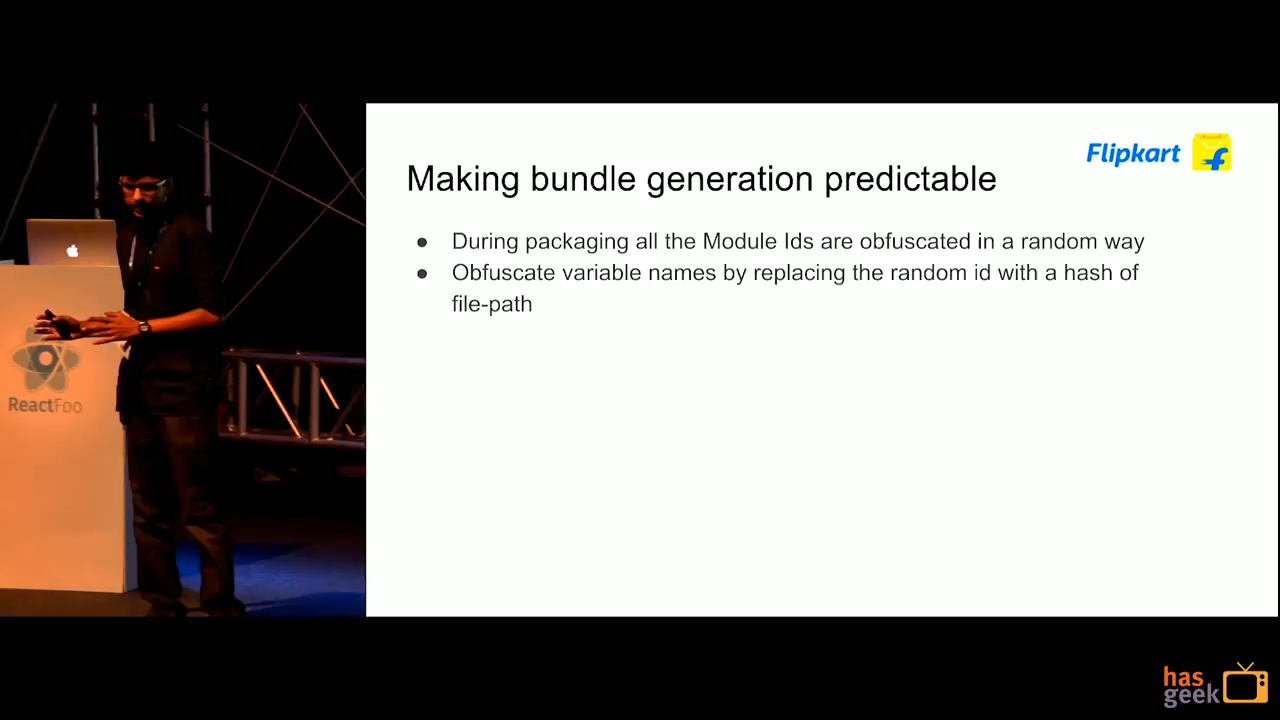 Flipkart
Making bundle generation predictable
● During packaging all the Module Ids are obfuscated in a random way
● Obfuscate variable names by replacing the random id with a hash of
file-path
ReactFoo
has
geek